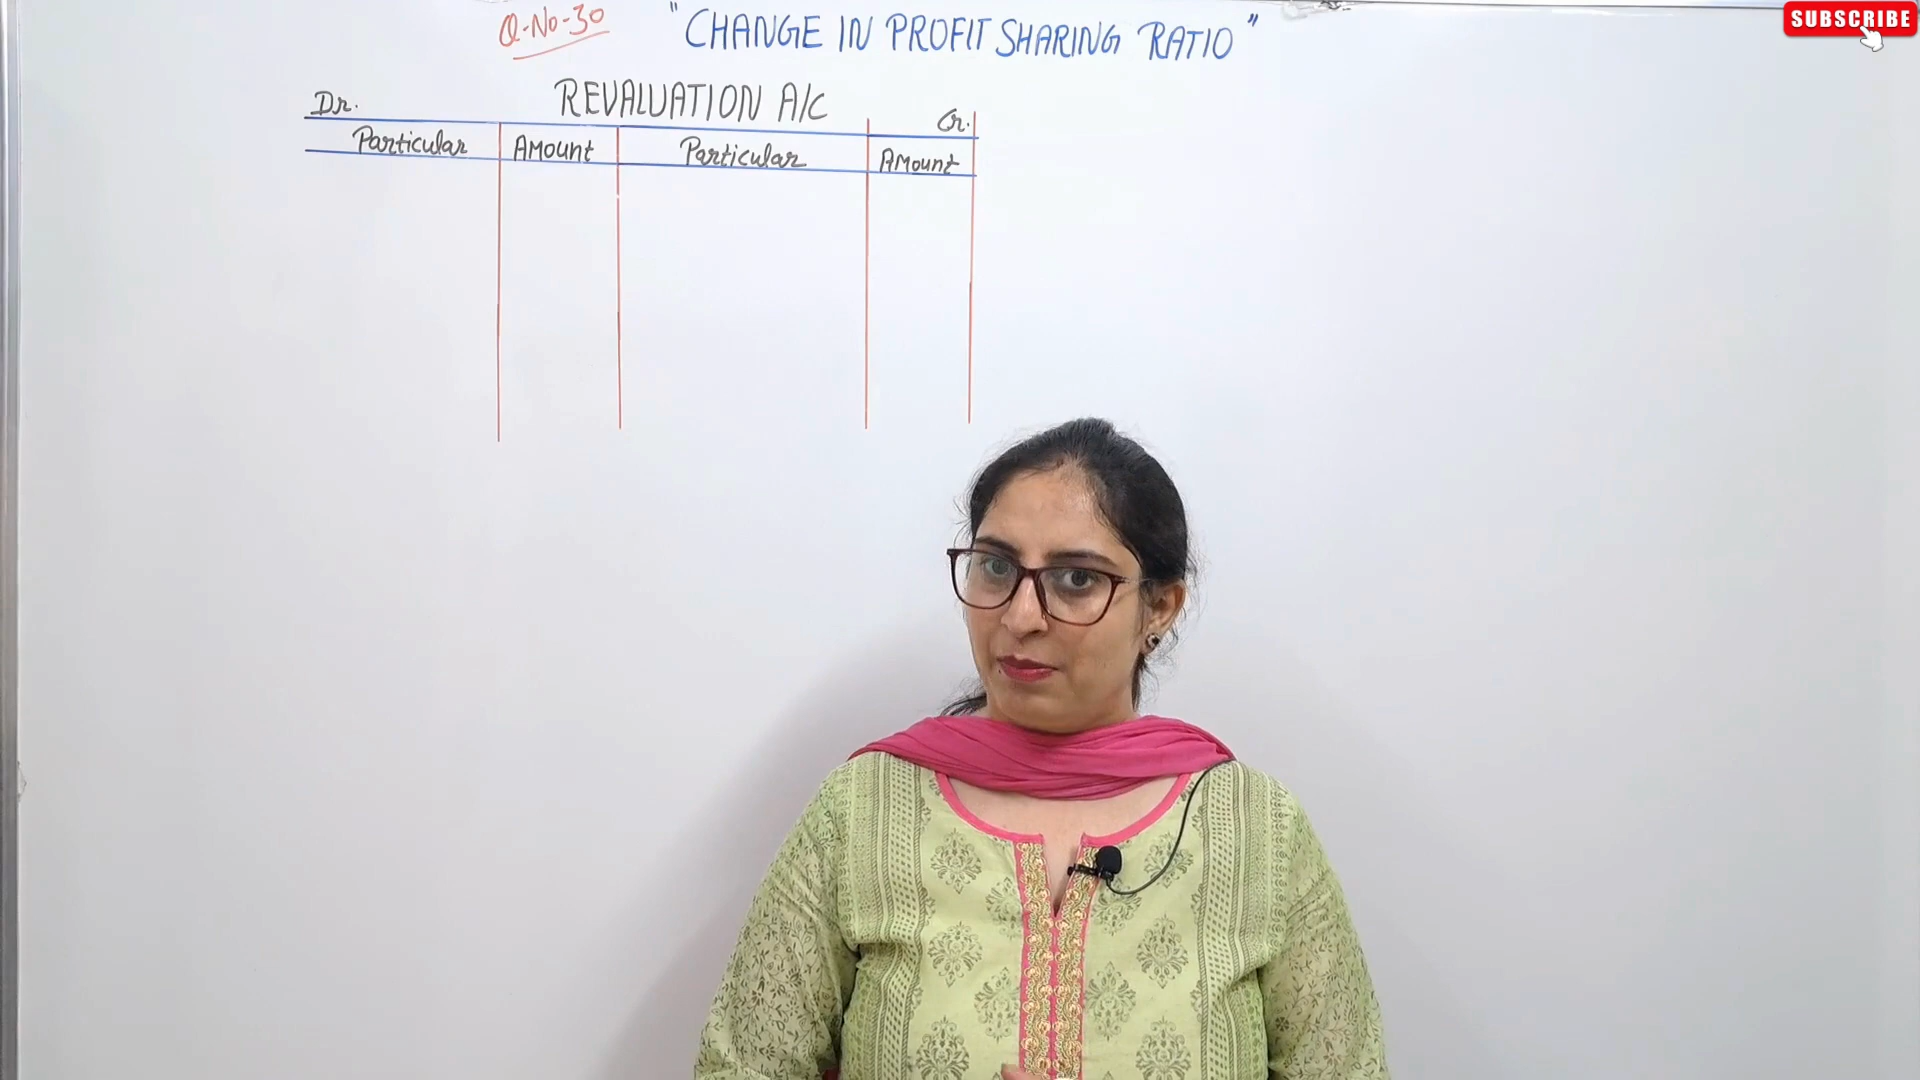 SUBSCRIBE
Q-No-30 "CHANGE IN PROFIT SHARING RATIO"
Dr. REVALUATION A/C Cr.
Particular Amount Particular Amount